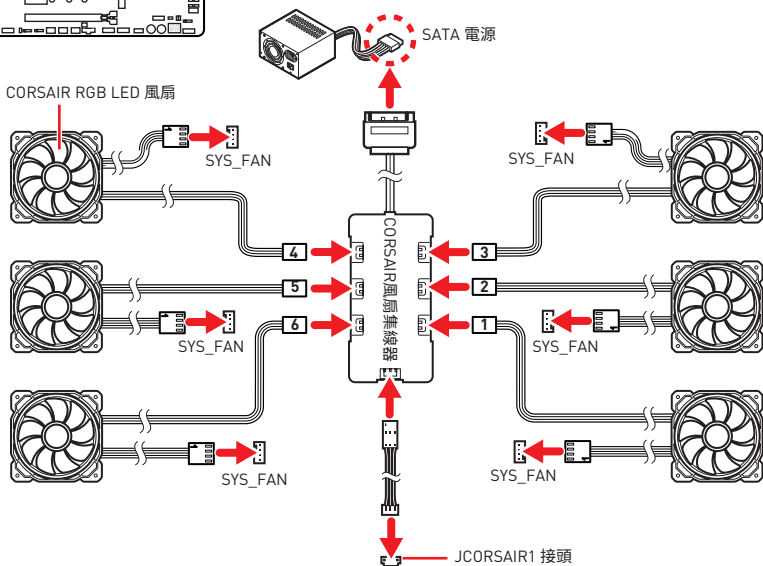 SATA 電源
CORSAIR RGB LED 風扇
SYS_FAN
SYS_FAN
CORSAIR風扇集線器
4
3
5
2
6
1
SYS_FAN
SYS_FAN
SYS_FAN
SYS_FAN
JCORSAIR1 接頭